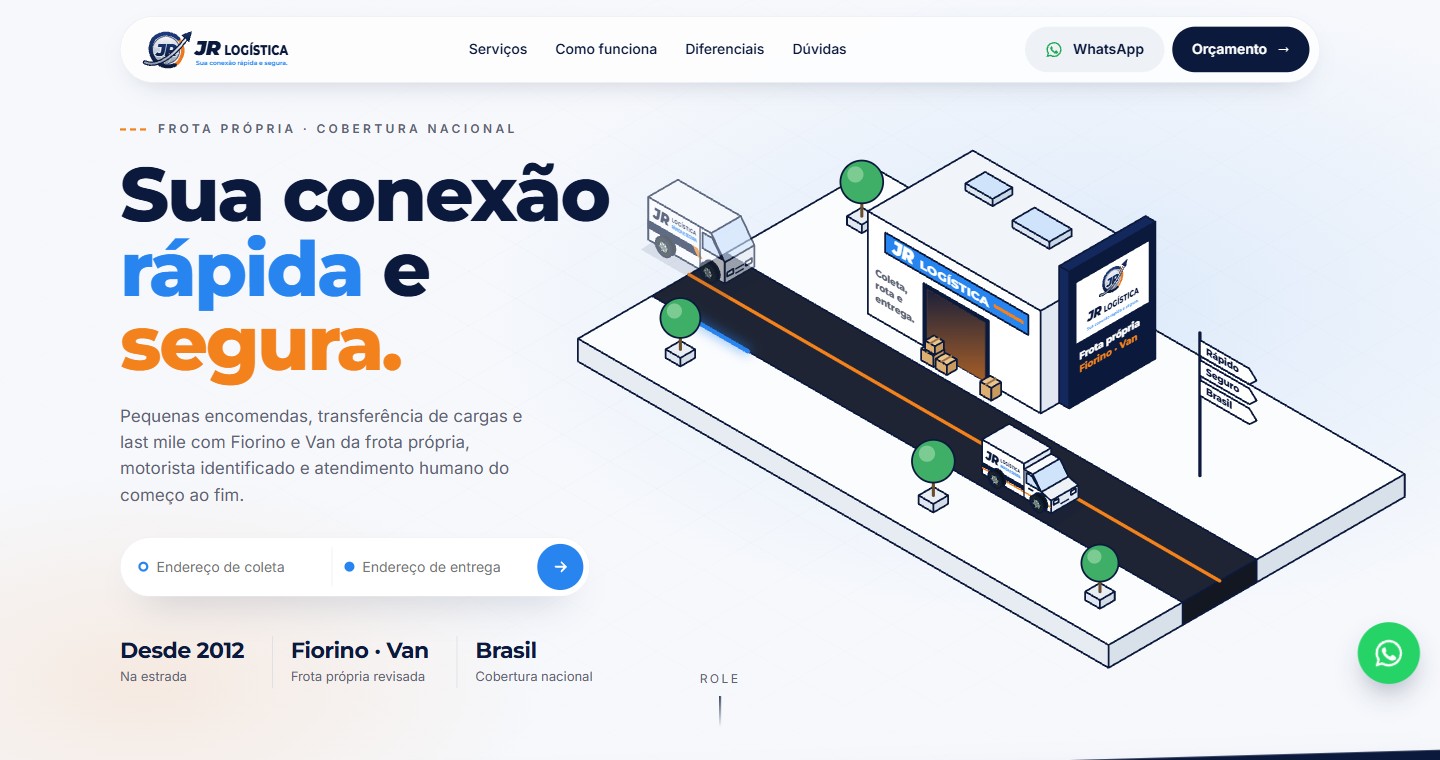 JR LOGÍSTICA
Sua conexão rápida e segura.
Serviços
Como funciona
Diferenciais
Dúvidas
WhatsApp
Orçamento →
FROTA PRÓPRIA · COBERTURA NACIONAL
Sua conexão
rápida e
segura.
Pequenas encomendas, transferência de cargas e
last mile com Fiorino e Van da frota própria,
motorista identificado e atendimento humano do
começo ao fim.
Endereço de coleta
Endereço de entrega
Desde 2012
Na estrada
Fiorino · Van
Frota própria revisada
Brasil
Cobertura nacional
ROLE
JR LOGÍSTICA
JR LOGÍSTICA
Coleta,
rota e
entrega.
JR LOGÍSTICA
Sua conexão rápida e segura.
Frota própria
Fiorino · Van
Rápido
Seguro
Brasil
JR LOGÍSTICA